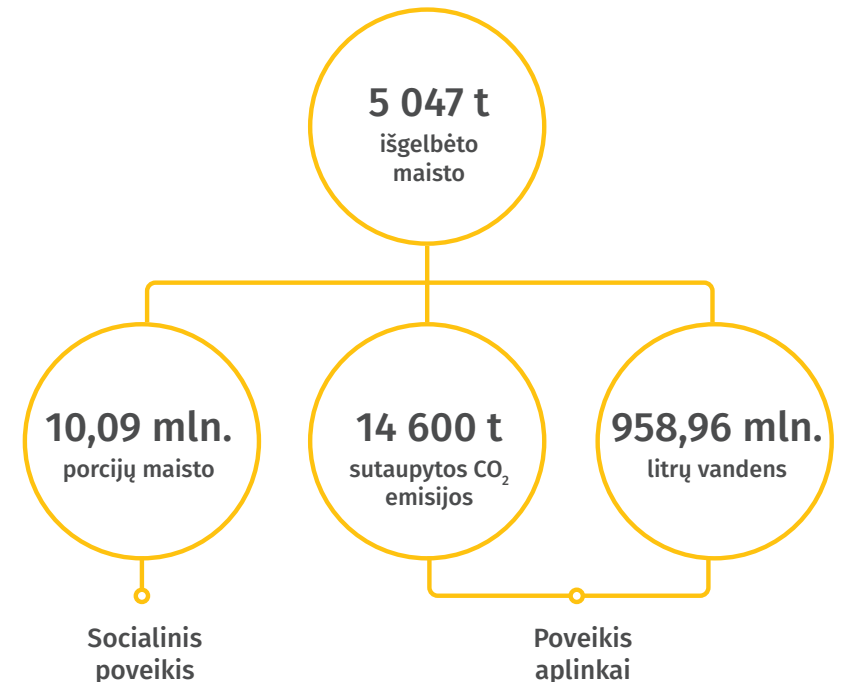 5 047 t
išgelbėto
maisto
10,09 mln.
porcijų maisto
14 600 t
sutaupytos CO₂
emisijos
958,96 mln.
litrų vandens
Socialinis
poveikis
Poveikis
aplinkai